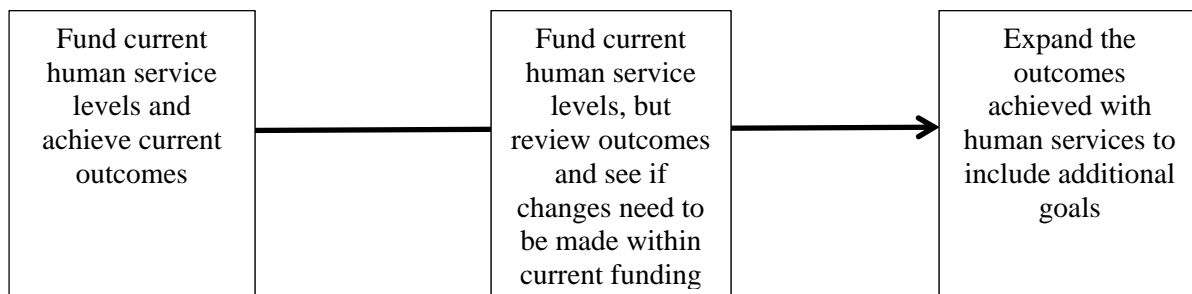 Fund current
human service
levels and
achieve current
outcomes
Fund current
human service
levels, but
review outcomes
and see if
changes need to
be made within
current funding
Expand the
outcomes
achieved with
human services to
include additional
goals